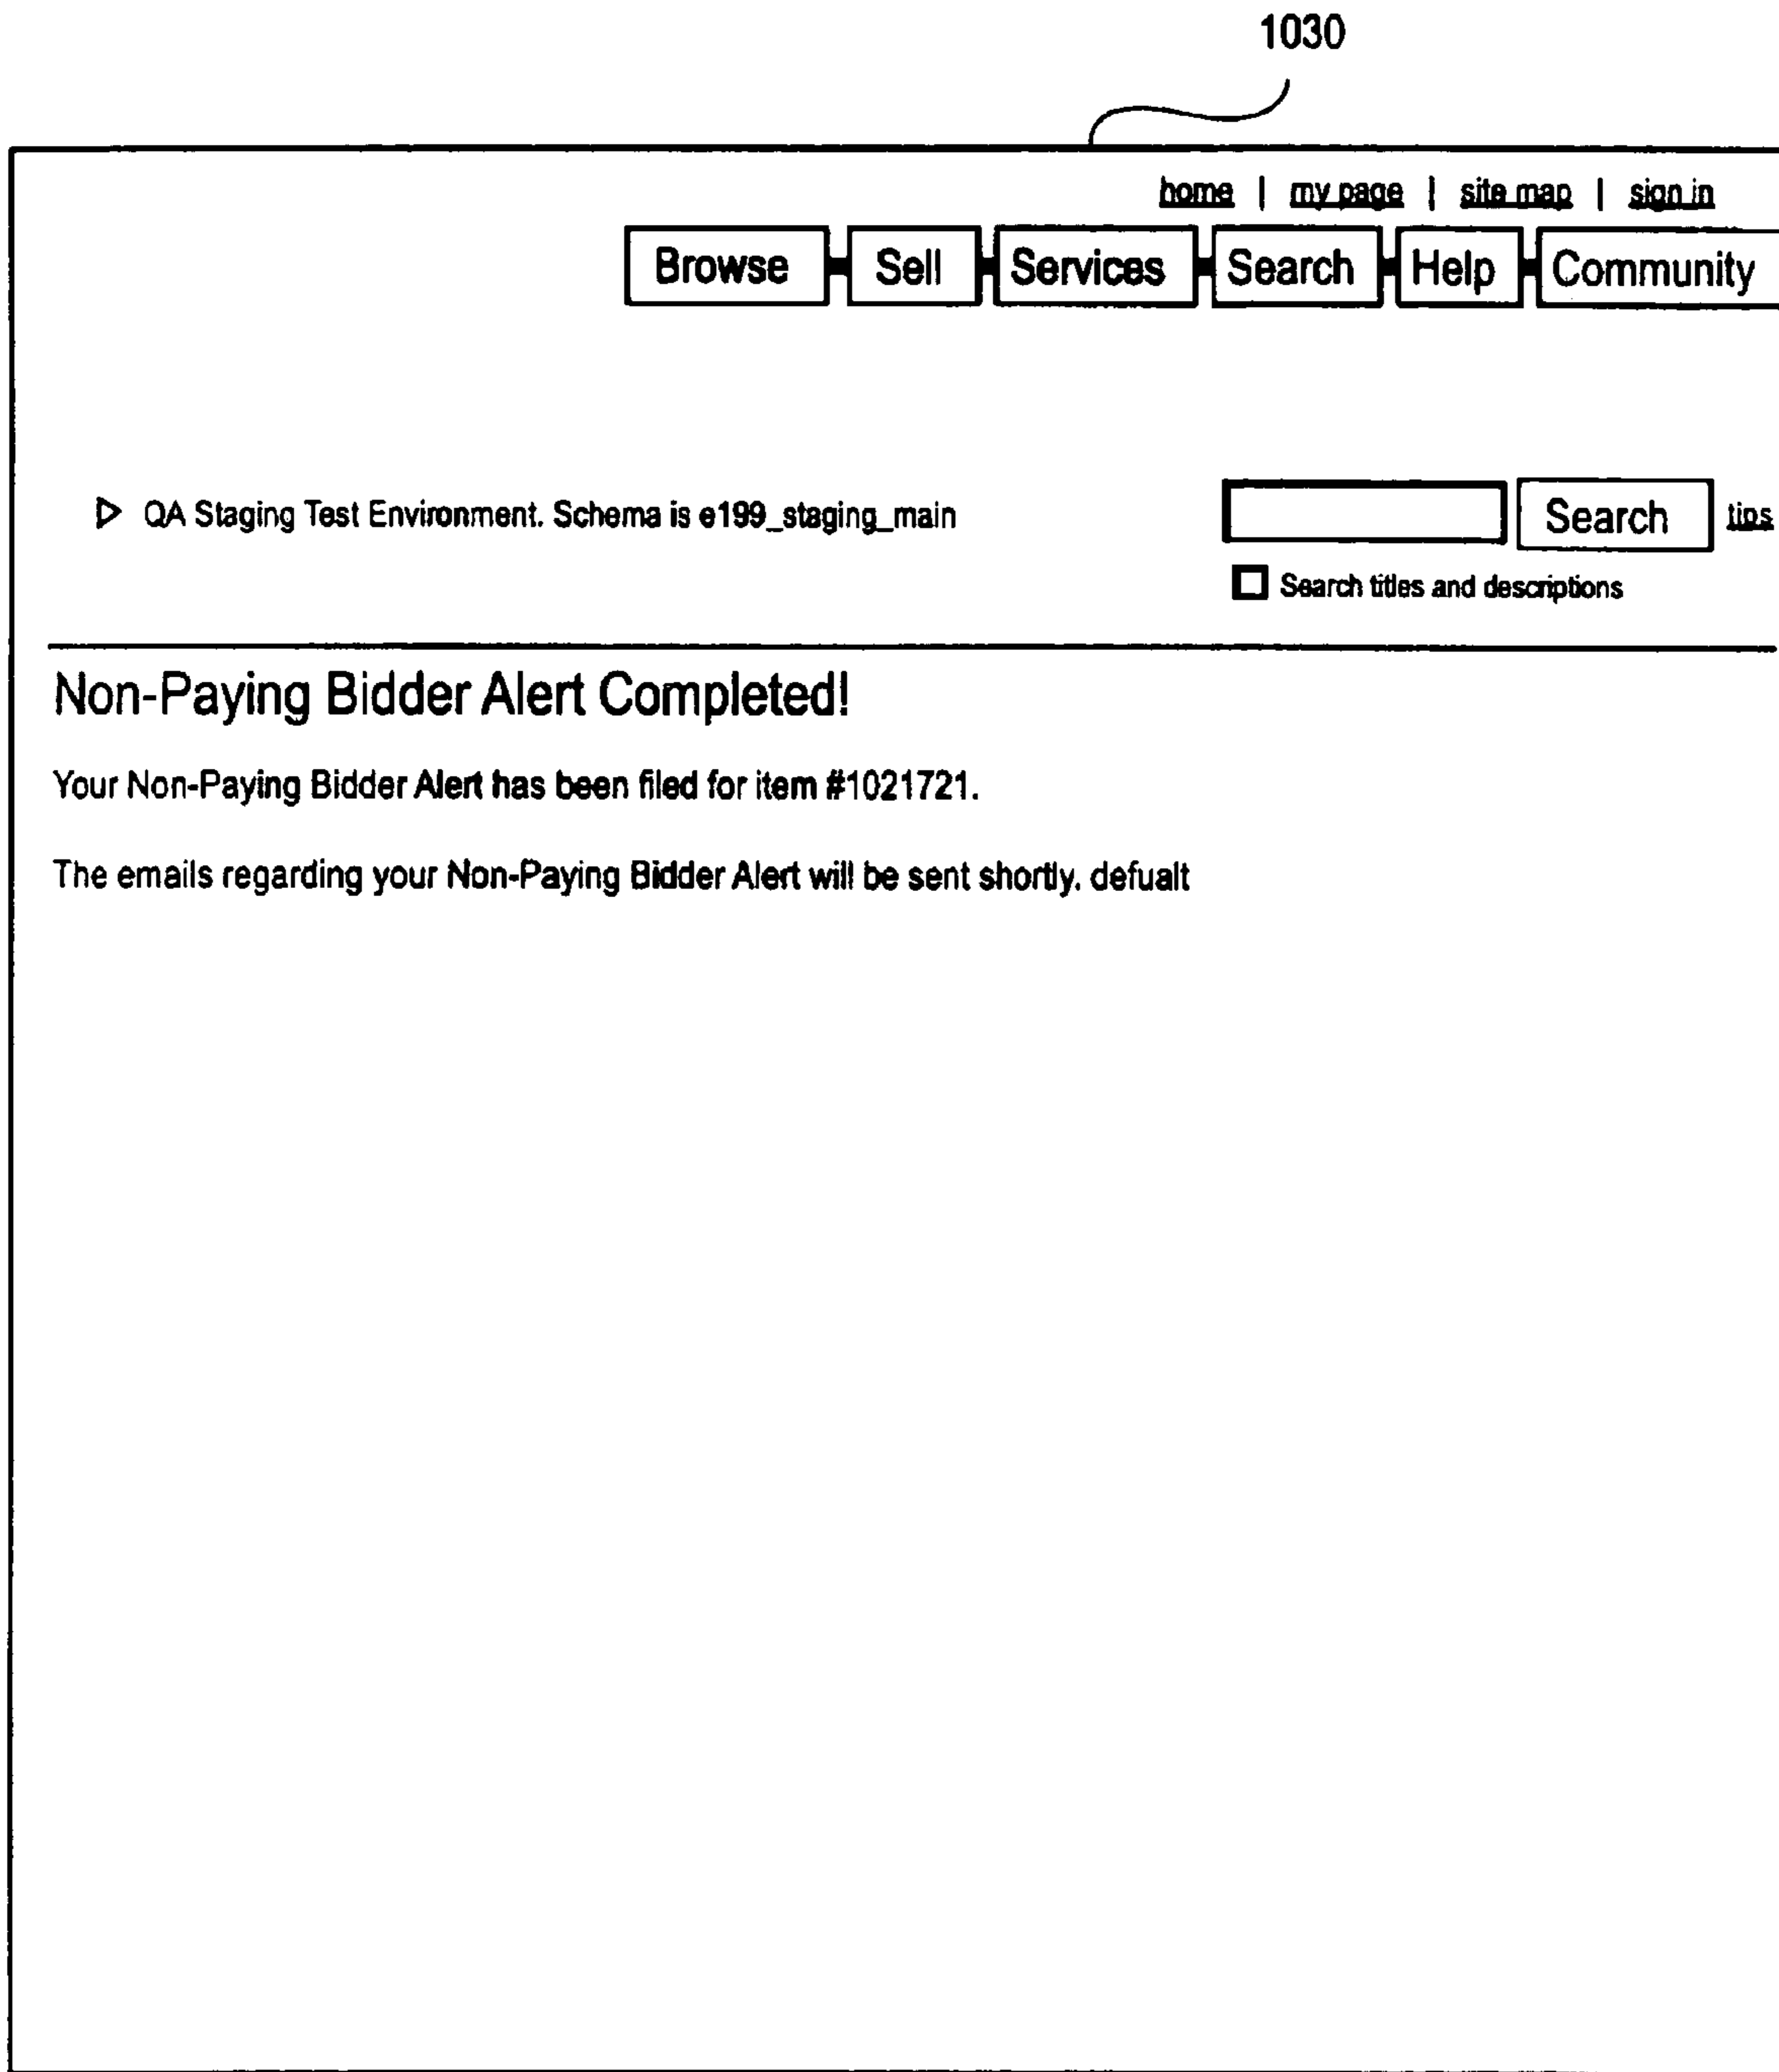 1030
home | my page | site map | sign in
Browse Sell Services Search Help Community
QA Staging Test Environment. Schema is e199_staging_main
Search tips
Search titles and descriptions
Non-Paying Bidder Alert Completed!
Your Non-Paying Bidder Alert has been filed for item #1021721.
The emails regarding your Non-Paying Bidder Alert will be sent shortly. defualt